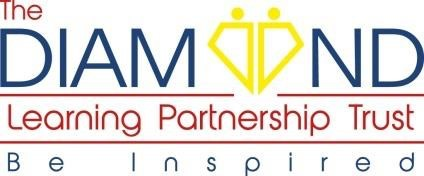 The
DIAMOND
Learning Partnership Trust
Be Inspired